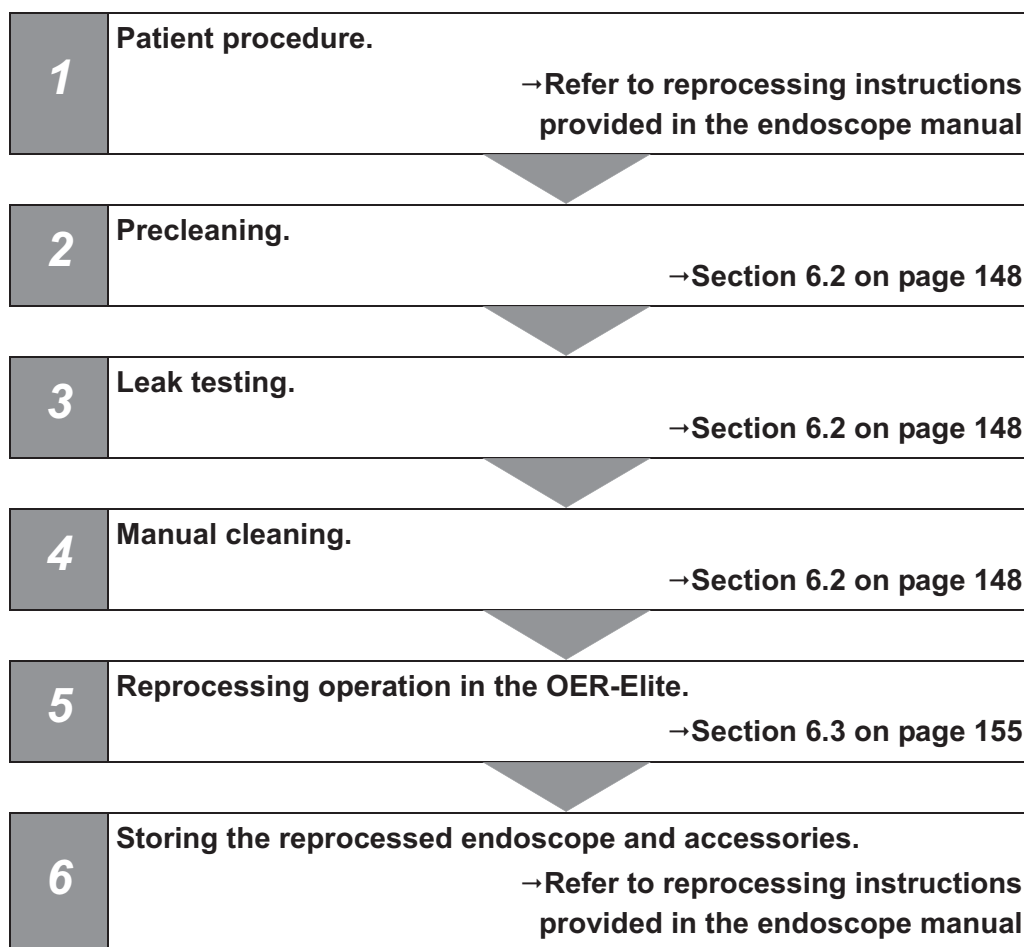 1
Patient procedure.
→Refer to reprocessing instructions
provided in the endoscope manual
2
Precleaning.
→Section 6.2 on page 148
3
Leak testing.
→Section 6.2 on page 148
4
Manual cleaning.
→Section 6.2 on page 148
5
Reprocessing operation in the OER-Elite.
→Section 6.3 on page 155
6
Storing the reprocessed endoscope and accessories.
→Refer to reprocessing instructions
provided in the endoscope manual